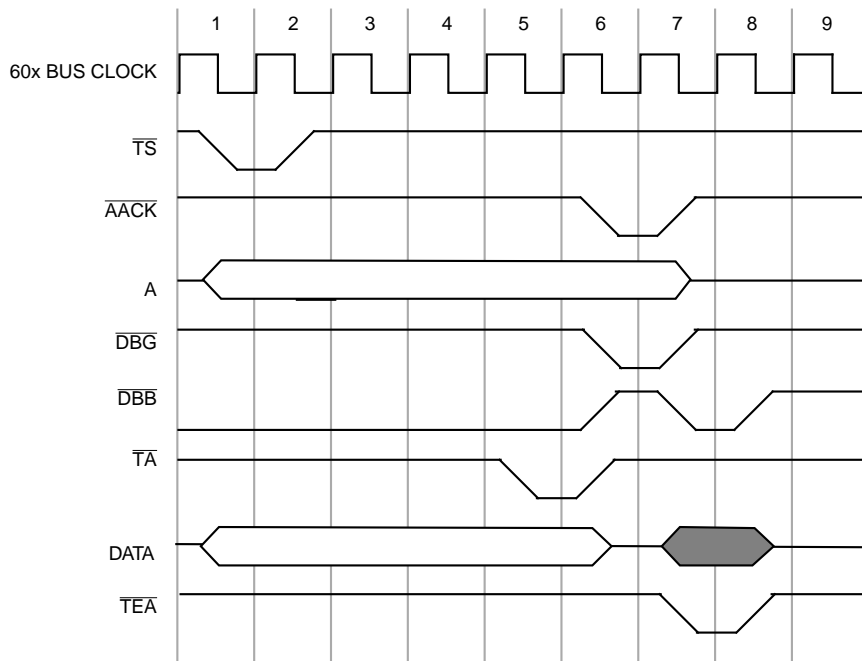 1 2 3 4 5 6 7 8 9
60x BUS CLOCK
TS
AACK
A
DBG
DBB
TA
DATA
TEA